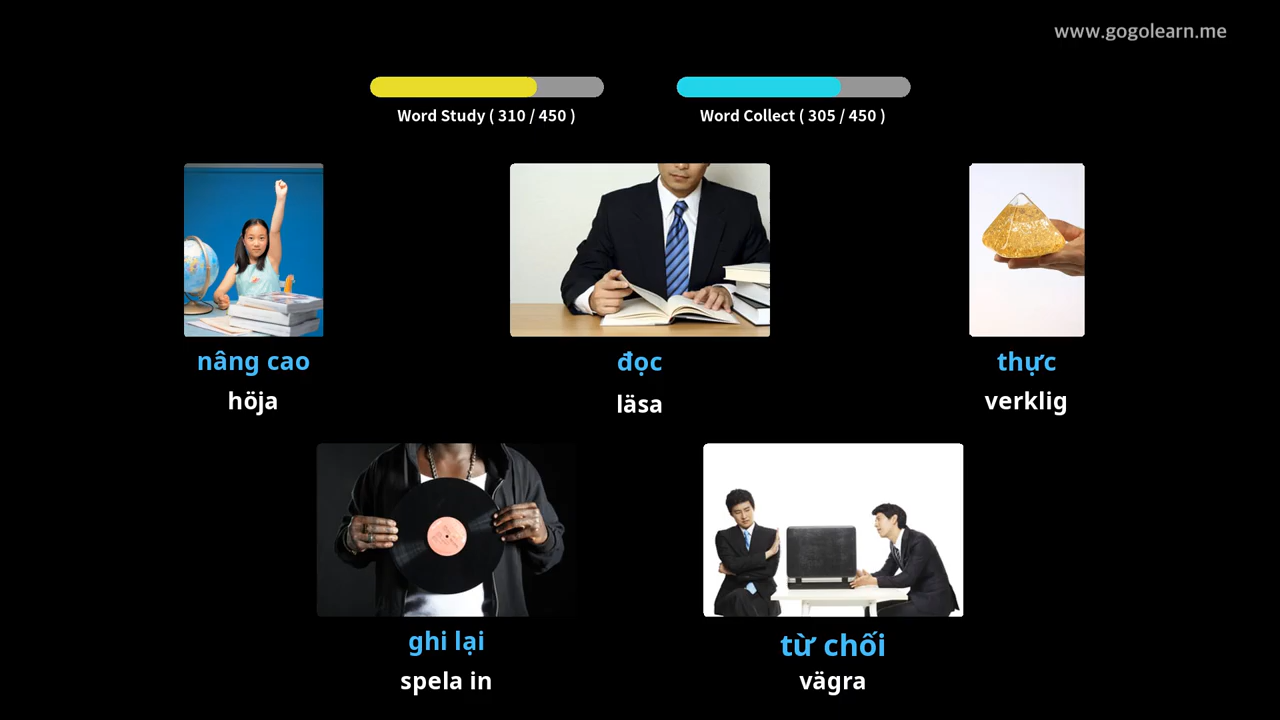 www.gogolearn.me
Word Study ( 310 / 450 )
Word Collect ( 305 / 450 )
nâng cao
höja
đọc
läsa
thực
verklig
ghi lại
spela in
từ chối
vägra